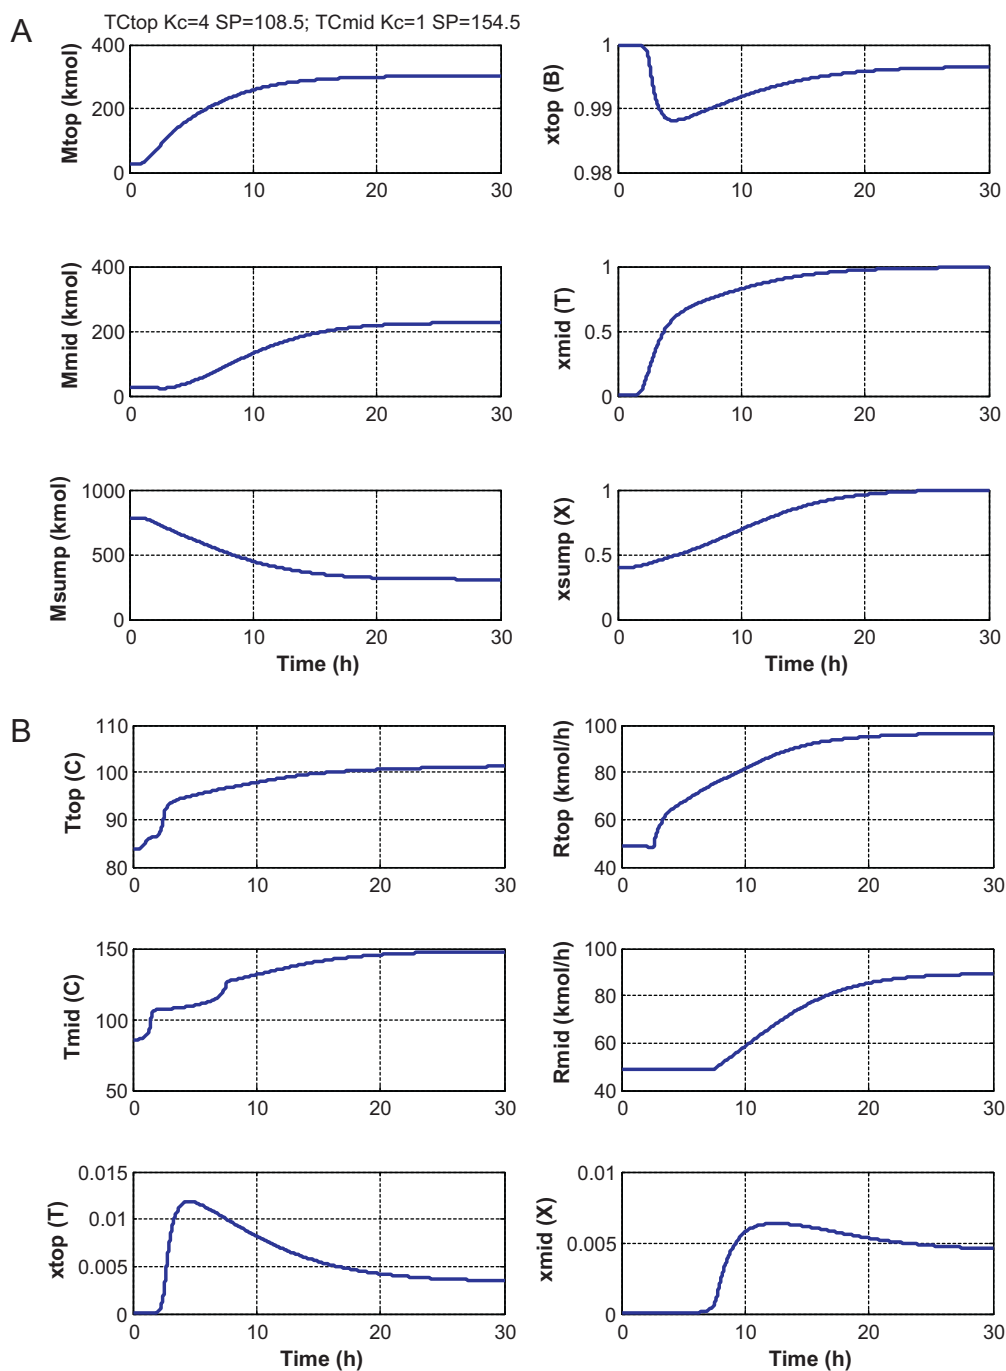 A
TCtop Kc=4 SP=108.5; TCmid Kc=1 SP=154.5
Mtop (kmol)
400
200
0
0 10 20 30
xtop (B)
1
0.99
0.98
0 10 20 30
Mmid (kmol)
400
200
0
0 10 20 30
xmid (T)
1
0.5
0
0 10 20 30
Msump (kmol)
1000
500
0
0 10 20 30
Time (h)
xsump (X)
1
0.5
0
0 10 20 30
Time (h)
B
Ttop (C)
110
100
90
80
0 10 20 30
Rtop (kmol/h)
100
80
60
40
0 10 20 30
Tmid (C)
150
100
50
0 10 20 30
Rmid (kmol/h)
100
80
60
40
0 10 20 30
xtop (T)
0.015
0.01
0.005
0
0 10 20 30
Time (h)
xmid (X)
0.01
0.005
0
0 10 20 30
Time (h)